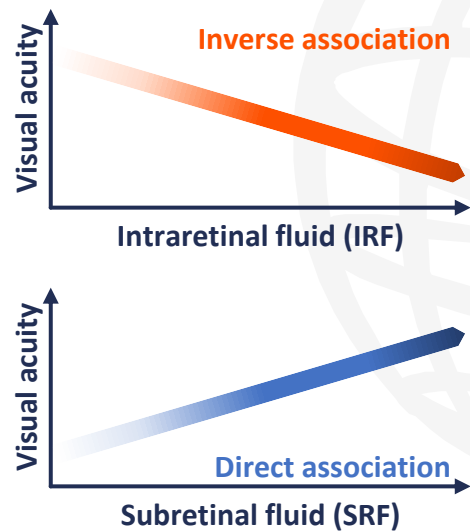 Inverse association
Visual acuity
Intraretinal fluid (IRF)
Visual acuity
Direct association
Subretinal fluid (SRF)